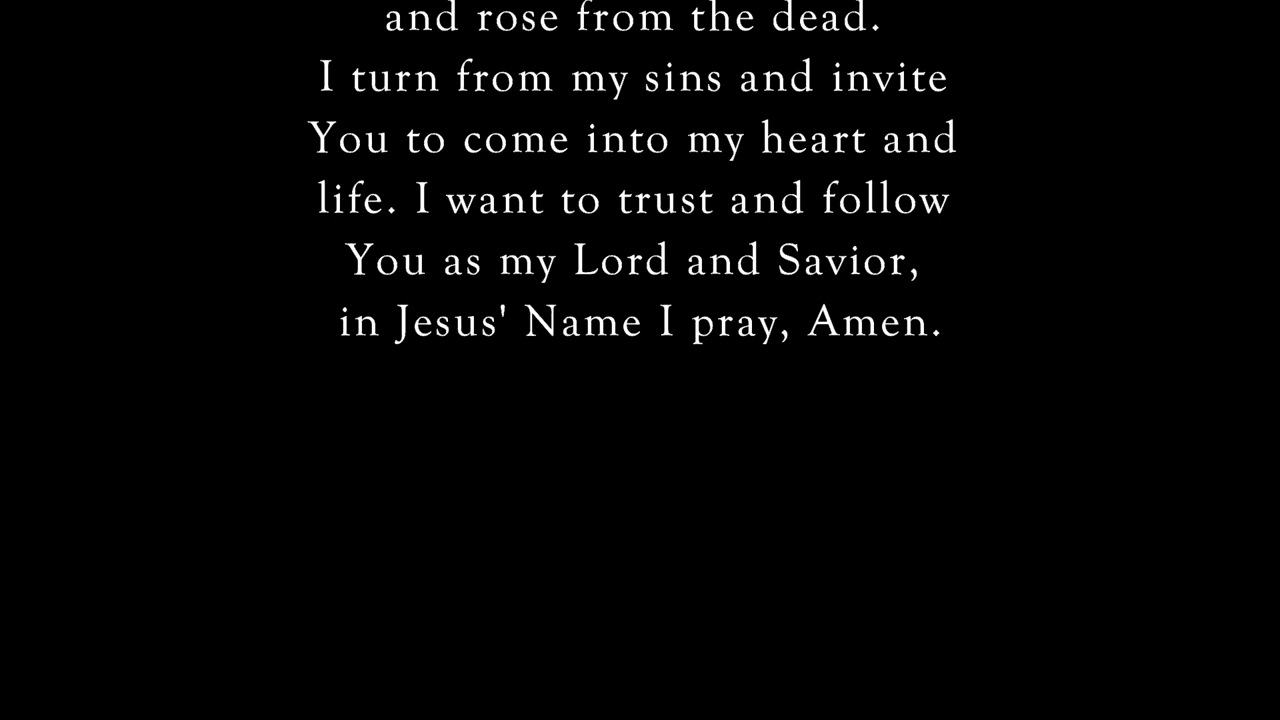 and rose from the dead.
I turn from my sins and invite
You to come into my heart and
life. I want to trust and follow
You as my Lord and Savior,
in Jesus' Name I pray, Amen.